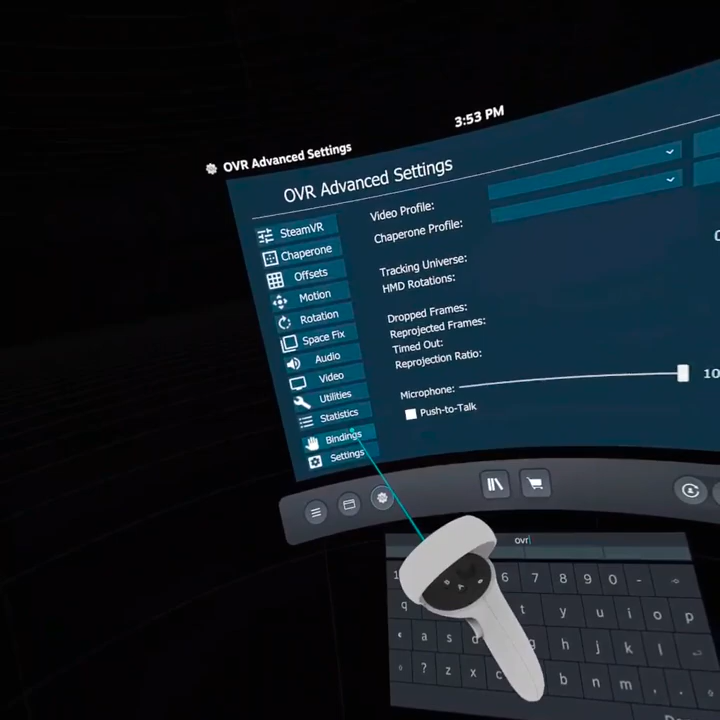 3:53 PM
OVR Advanced Settings
OVR Advanced Settings
SteamVR
Chaperone
Offsets
Motion
Rotation
Space Fix
Audio
Video
Utilities
Statistics
Bindings
Settings
Video Profile:
Chaperone Profile:
Tracking Universe:
HMD Rotations:
Dropped Frames:
Reprojected Frames:
Timed Out:
Reprojection Ratio:
Microphone:
Push-to-Talk
ovr
1 6 7 8 9 0 -
q t y u i o p
a s d g h j k l
? z x c b n m , .